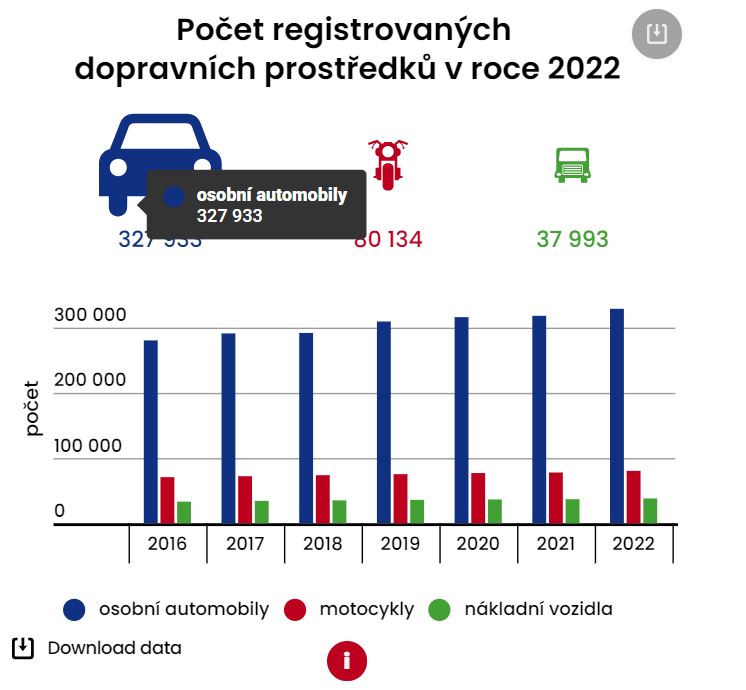 Počet registrovaných
dopravních prostředků v roce 2022
osobní automobily
327 933
327 933
80 134
37 993
300 000
200 000
100 000
0
počet
2016
2017
2018
2019
2020
2021
2022
osobní automobily
motocykly
nákladní vozidla
Download data
i